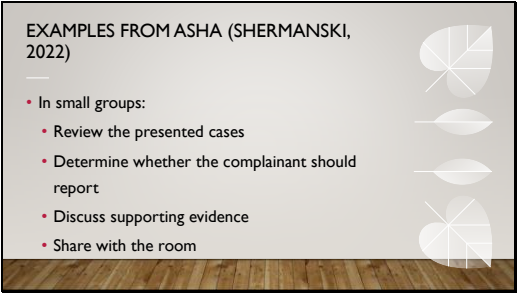 EXAMPLES FROM ASHA (SHERMANSKI,
2022)
• In small groups:
• Review the presented cases
• Determine whether the complainant should
report
• Discuss supporting evidence
• Share with the room